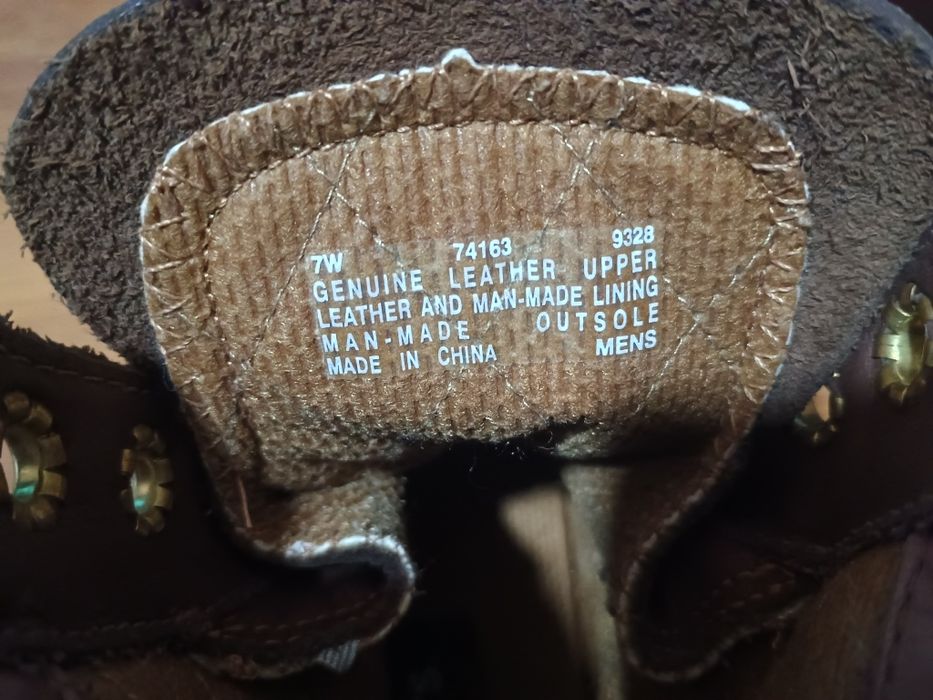 7W 74163 9328
GENUINE LEATHER UPPER
LEATHER AND MAN-MADE LINING
MAN-MADE OUTSOLE
MADE IN CHINA MENS